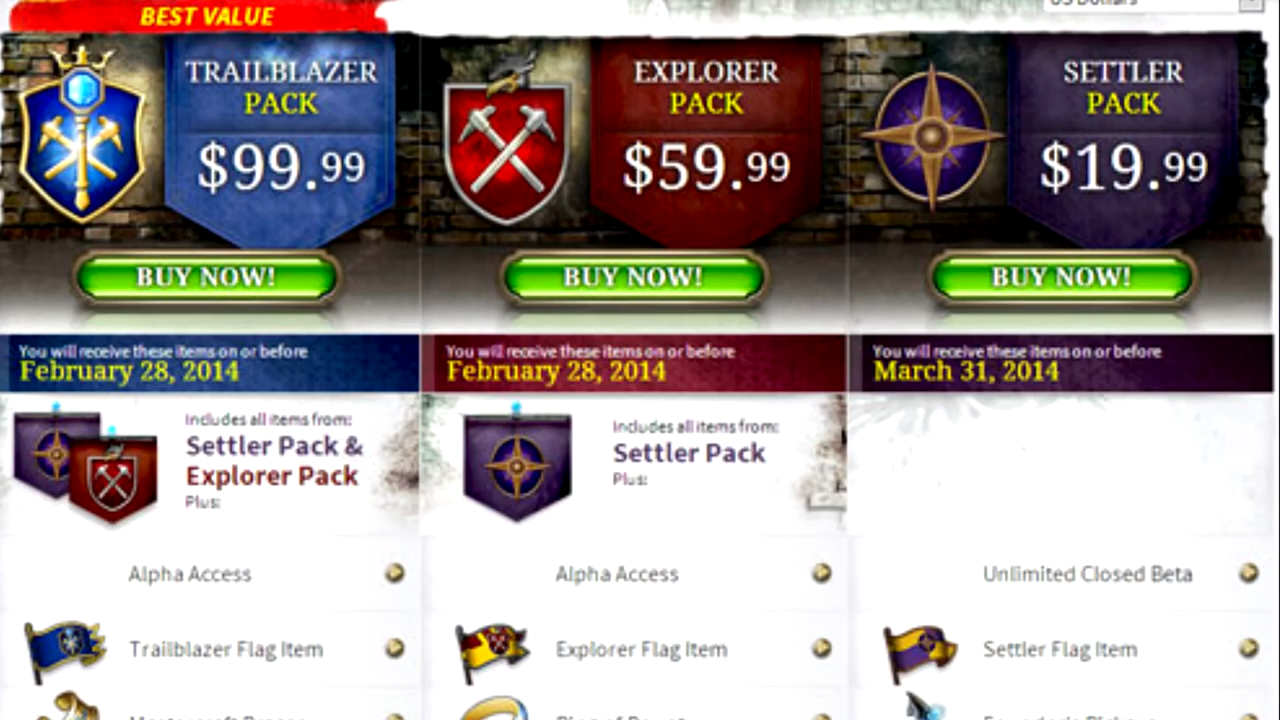 BEST VALUE
TRAILBLAZER
PACK
$99.99
BUY NOW!
You will receive these items on or before
February 28, 2014
Includes all items from:
Settler Pack &
Explorer Pack
Plus:
Alpha Access
Trailblazer Flag Item
EXPLORER
PACK
$59.99
BUY NOW!
You will receive these items on or before
February 28, 2014
Includes all items from:
Settler Pack
Plus:
Alpha Access
Explorer Flag Item
US Dollars
SETTLER
PACK
$19.99
BUY NOW!
You will receive these items on or before
March 31, 2014
Unlimited Closed Beta
Settler Flag Item